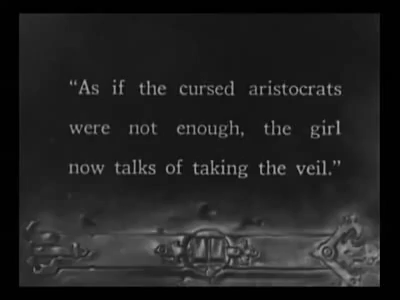 “As if the cursed aristocrats
were not enough, the girl
now talks of taking the veil.”